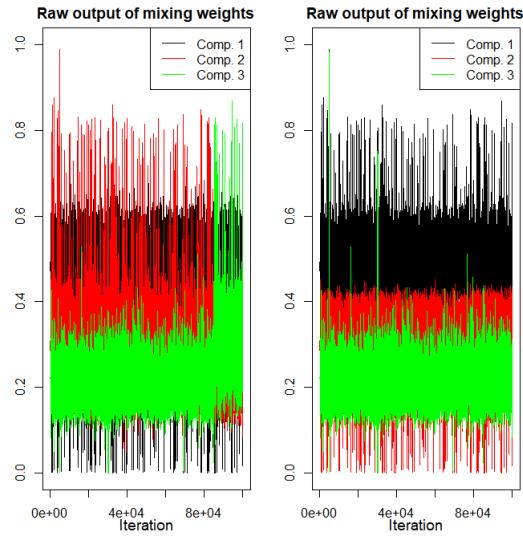 Raw output of mixing weights
Comp. 1
Comp. 2
Comp. 3
1.0
0.8
0.6
0.4
0.2
0.0
0e+00
4e+04
8e+04
Iteration
Raw output of mixing weights
Comp. 1
Comp. 2
Comp. 3
1.0
0.8
0.6
0.4
0.2
0.0
0e+00
4e+04
8e+04
Iteration